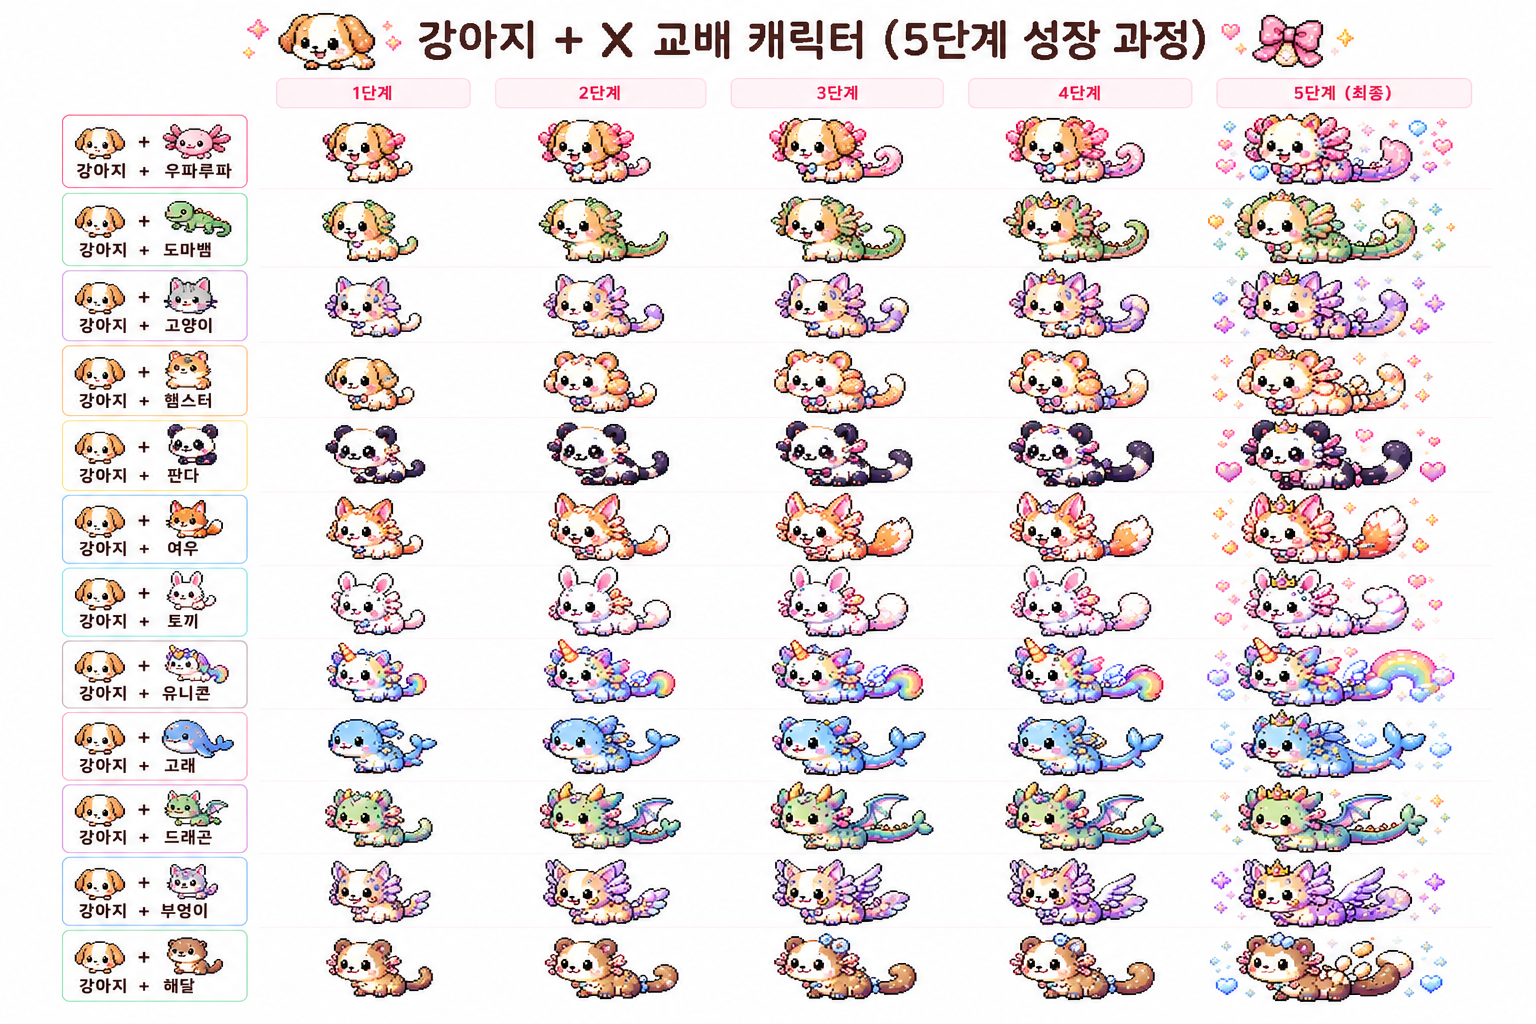 강아지 + X 교배 캐릭터 (5단계 성장 과정)
1단계 2단계 3단계 4단계 5단계 (최종)
+
강아지 + 우파루파
+
강아지 + 도마뱀
+
강아지 + 고양이
+
강아지 + 햄스터
+
강아지 + 판다
+
강아지 + 여우
+
강아지 + 토끼
+
강아지 + 유니콘
+
강아지 + 고래
+
강아지 + 드래곤
+
강아지 + 부엉이
+
강아지 + 해달